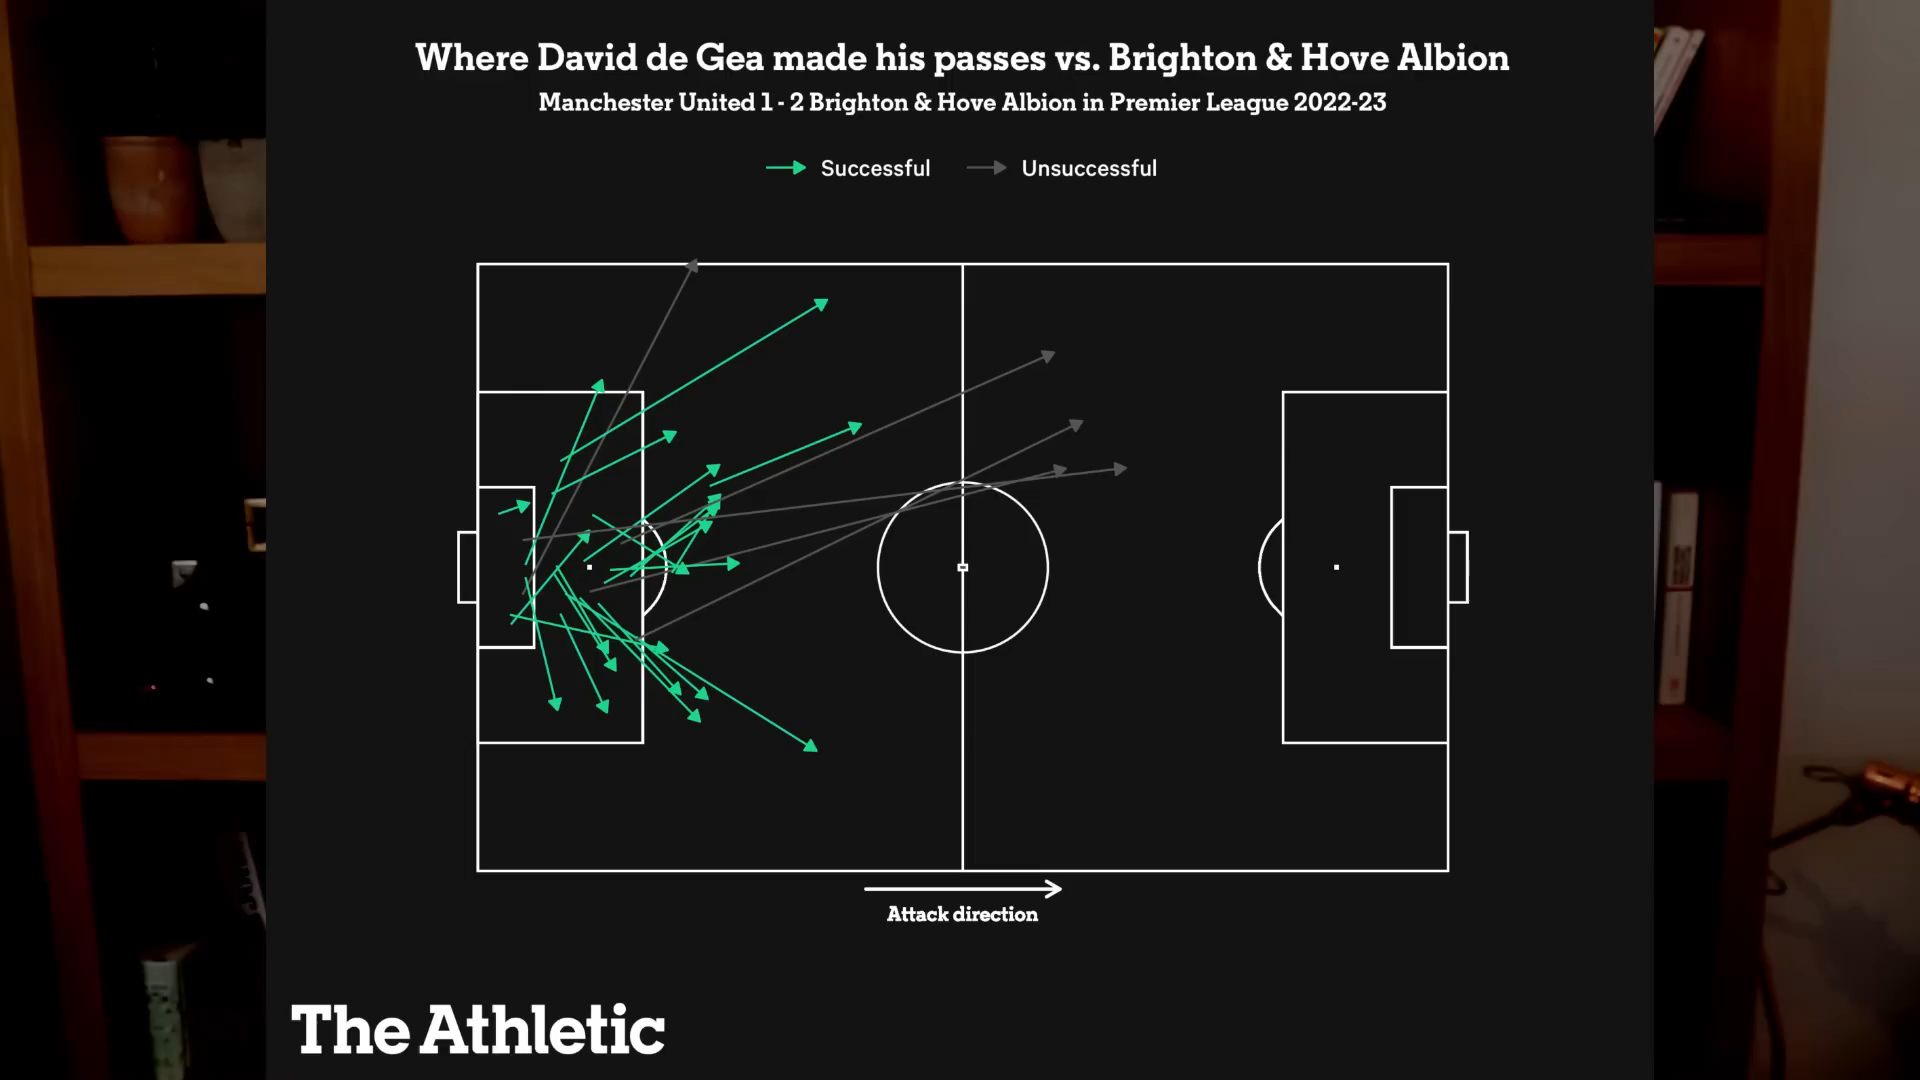 Where David de Gea made his passes vs. Brighton & Hove Albion
Manchester United 1 - 2 Brighton & Hove Albion in Premier League 2022-23
Successful Unsuccessful
Attack direction
The Athletic